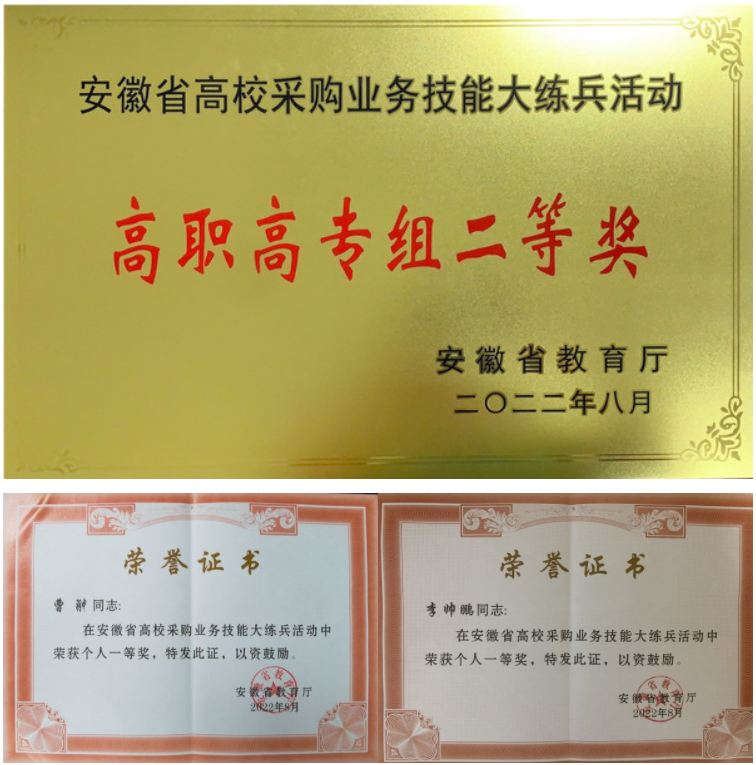 安徽省高校采购业务技能大练兵活动
高职高专组二等奖
安徽省教育厅
二〇二二年八月
荣誉证书
曹 同志:
在安徽省高校采购业务技能大练兵活动中
荣获个人一等奖，特发此证，以资鼓励。
安徽省教育厅
2022年8月
荣誉证书
李帅鹏同志:
在安徽省高校采购业务技能大练兵活动中
荣获个人一等奖，特发此证，以资鼓励。
安徽省教育厅
2022年8月